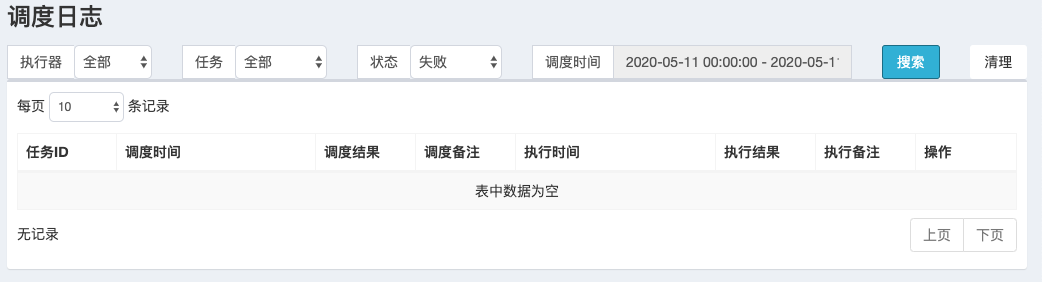 调度日志
执行器 全部 任务 全部 状态 失败 调度时间 2020-05-11 00:00:00 - 2020-05-1 搜索 清理
每页 10 条记录
任务ID 调度时间 调度结果 调度备注 执行时间 执行结果 执行备注 操作
表中数据为空
无记录 上页 下页